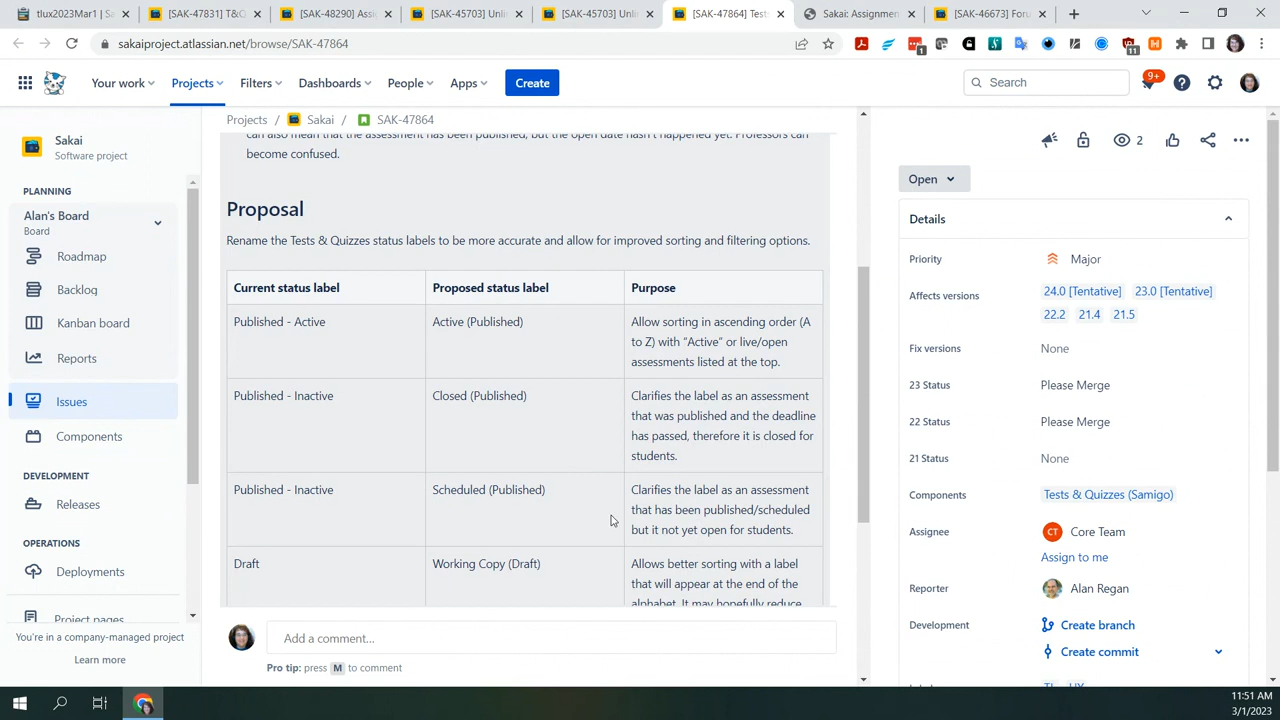 tlux2023Mar1 | S
[SAK-47831] T&Q
[SAK-48290] Assig
[SAK-45703] Unli
[SAK-45703] Unli
[SAK-47864] Tests
Sakai: Assignmen
[SAK-46673] Foru
sakaiproject.atlassian.net/browse/SAK-47864
1
11
Your work
Projects
Filters
Dashboards
People
Apps
Create
Search
9+
Sakai
Software project
PLANNING
Alan's Board
Board
Roadmap
Backlog
Kanban board
Reports
Issues
Components
DEVELOPMENT
Releases
OPERATIONS
Deployments
Project pages
You're in a company-managed project
Learn more
Projects / Sakai / SAK-47864
can also mean that the assessment has been published, but the open date hasn't happened yet. Professors can
become confused.
Proposal
Rename the Tests & Quizzes status labels to be more accurate and allow for improved sorting and filtering options.
Current status label
Proposed status label
Purpose
Published - Active
Active (Published)
Allow sorting in ascending order (A
to Z) with “Active” or live/open
assessments listed at the top.
Published - Inactive
Closed (Published)
Clarifies the label as an assessment
that was published and the deadline
has passed, therefore it is closed for
students.
Published - Inactive
Scheduled (Published)
Clarifies the label as an assessment
that has been published/scheduled
but it not yet open for students.
Draft
Working Copy (Draft)
Allows better sorting with a label
that will appear at the end of the
alphabet. It may hopefully reduce
Add a comment...
Pro tip: press M to comment
2
Open
Details
Priority
Major
Affects versions
24.0 [Tentative] 23.0 [Tentative]
22.2 21.4 21.5
Fix versions
None
23 Status
Please Merge
22 Status
Please Merge
21 Status
None
Components
Tests & Quizzes (Samigo)
Assignee
CT Core Team
Assign to me
Reporter
Alan Regan
Development
Create branch
Create commit
11:51 AM
3/1/2023